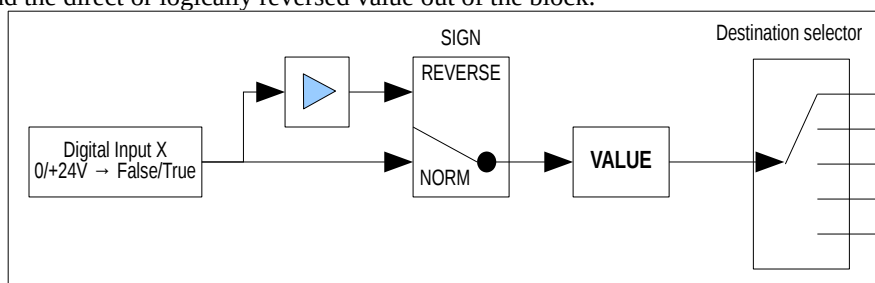 the direct or logically reversed value out of the block.
SIGN
Destination selector
REVERSE
Digital Input X
0/+24V → False/True
VALUE
NORM